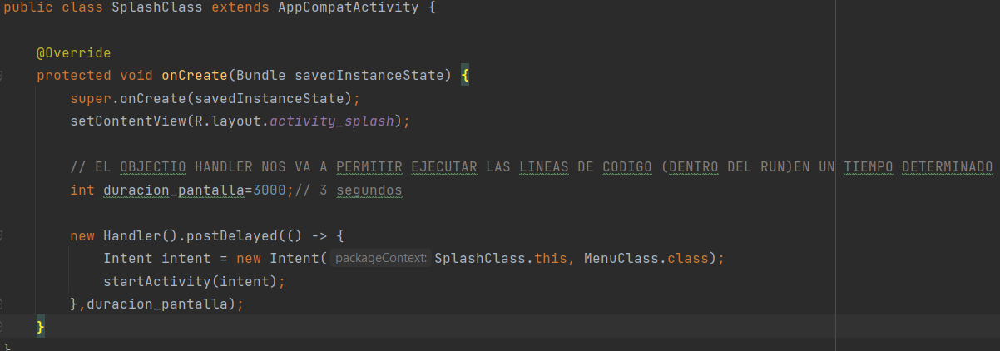 public class SplashClass extends AppCompatActivity {
@Override
protected void onCreate(Bundle savedInstanceState) {
super.onCreate(savedInstanceState);
setContentView(R.layout.activity_splash);
// EL OBJECTIO HANDLER NOS VA A PERMITIR EJECUTAR LAS LINEAS DE CODIGO (DENTRO DEL RUN)EN UN TIEMPO DETERMINADO
int duracion_pantalla=3000;// 3 segundos
new Handler().postDelayed(() -> {
Intent intent = new Intent( packageContext: SplashClass.this, MenuClass.class);
startActivity(intent);
},duracion_pantalla);
}
}